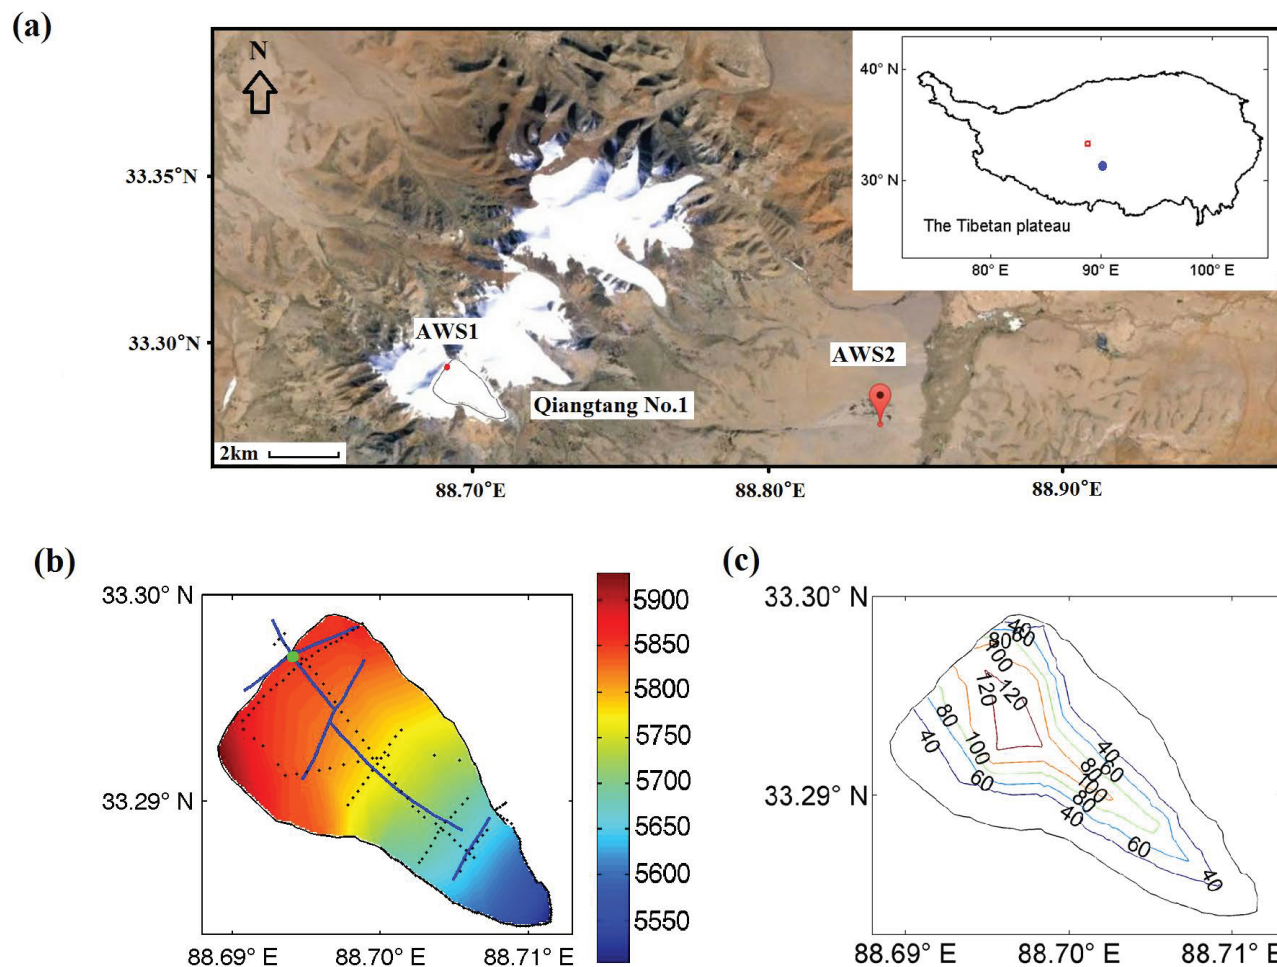 (a)
N
33.35°N
33.30°N
AWS1
AWS2
Qiangtang No.1
2km
88.70°E
88.80°E
88.90°E
40° N
30° N
The Tibetan plateau
80° E
90° E
100° E
(b)
33.30° N
33.29° N
88.69° E
88.70° E
88.71° E
5900
5850
5800
5750
5700
5650
5600
5550
(c)
33.30° N
33.29° N
40
60
80
100
120
120
80
40
100
60
40
60
80
100
80
40
60
40
88.69° E
88.70° E
88.71° E